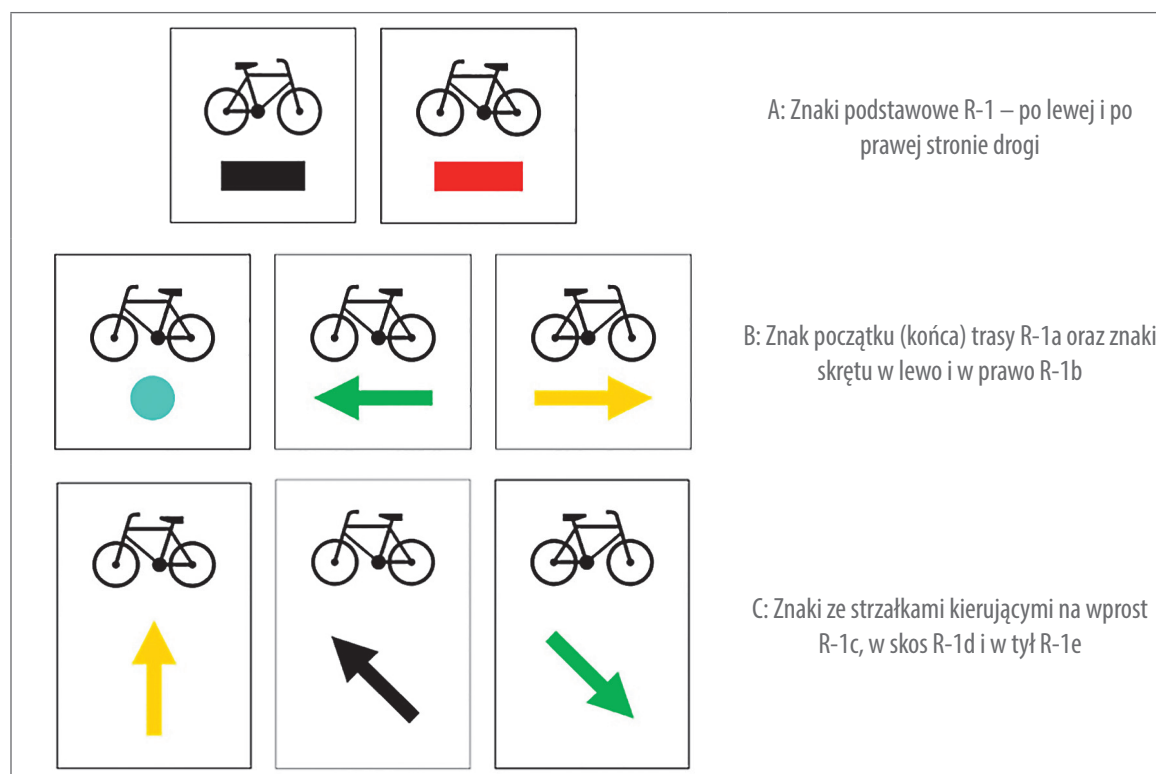 A: Znaki podstawowe R-1 – po lewej i po
prawej stronie drogi
B: Znak początku (końca) trasy R-1a oraz znaki
skrętu w lewo i w prawo R-1b
C: Znaki ze strzałkami kierującymi na wprost
R-1c, w skos R-1d i w tył R-1e